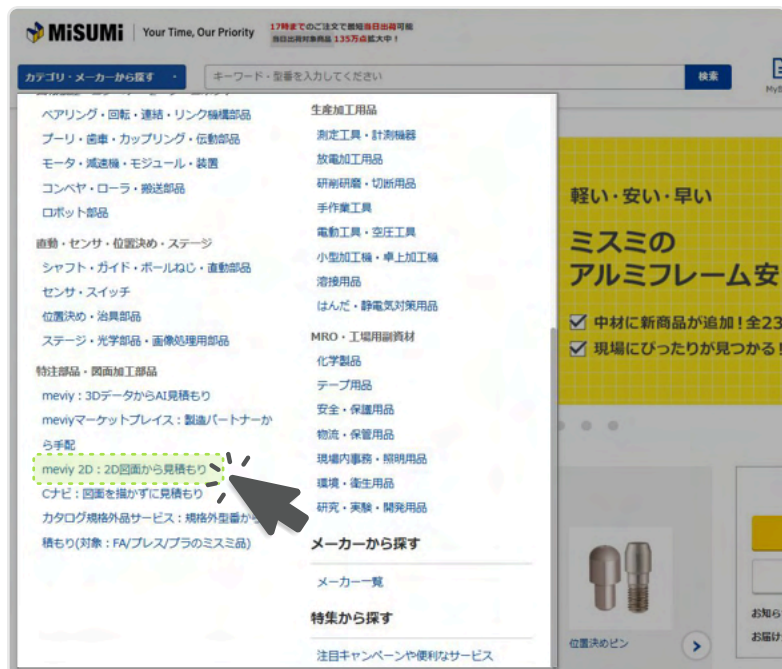 MiSUMi Your Time, Our Priority
17時までのご注文で最短当日出荷可能
当日出荷対象商品 135万点拡大中！
カテゴリ・メーカーから探す
キーワード・型番を入力してください
検索
ベアリング・回転・連結・リンク機構部品
プーリ・歯車・カップリング・伝動部品
モータ・減速機・モジュール・装置
コンベヤ・ローラ・搬送部品
ロボット部品
直動・センサ・位置決め・ステージ
シャフト・ガイド・ボールねじ・直動部品
センサ・スイッチ
位置決め・治具部品
ステージ・光学部品・画像処理用部品
特注部品・図面加工部品
meviy：3DデータからAI見積もり
meviyマーケットプレイス：製造パートナーか
ら手配
meviy 2D：2D図面から見積もり
Cナビ：図面を描かずに見積もり
カタログ規格外品サービス：規格外型番から
積もり(対象：FA/プレス/プラのミスミ品)
生産加工用品
測定工具・計測機器
放電加工用品
研削研磨・切断用品
手作業工具
電動工具・空圧工具
小型加工機・卓上加工機
溶接用品
はんだ・静電気対策用品
MRO・工場用副資材
化学製品
テープ用品
安全・保護用品
物流・保管用品
現場内事務・照明用品
環境・衛生用品
研究・実験・開発用品
メーカーから探す
メーカー一覧
特集から探す
注目キャンペーンや便利なサービス
軽い・安い・早い
ミスミの
アルミフレーム安
中材に新商品が追加！全23
現場にぴったりが見つかる！
位置決めピン
お知ら
お届け